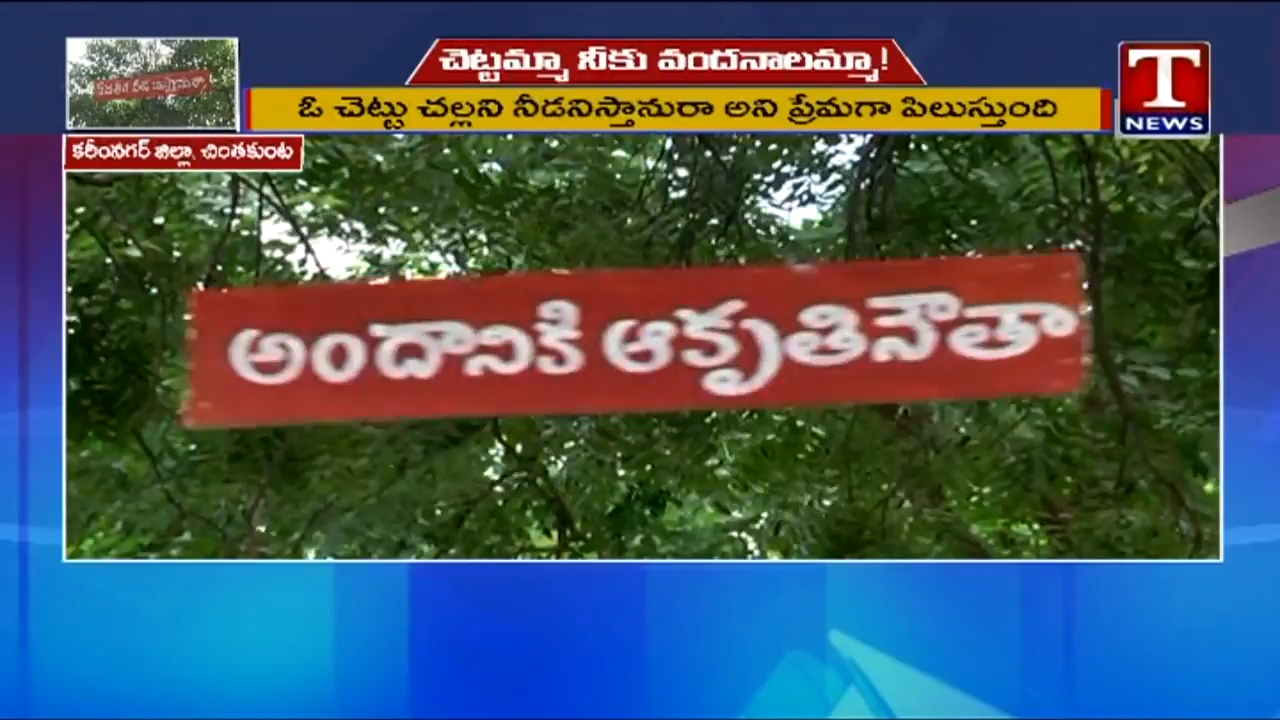 చెట్టమ్మా నీకు వందనాలమ్మా!
ఓ చెట్టు చల్లని నీడనిస్తానురా అని ప్రేమగా పిలుస్తుంది
T
NEWS
కరీంనగర్ జిల్లా, చింతకుంట
అందానికి ఆకృతినౌతా